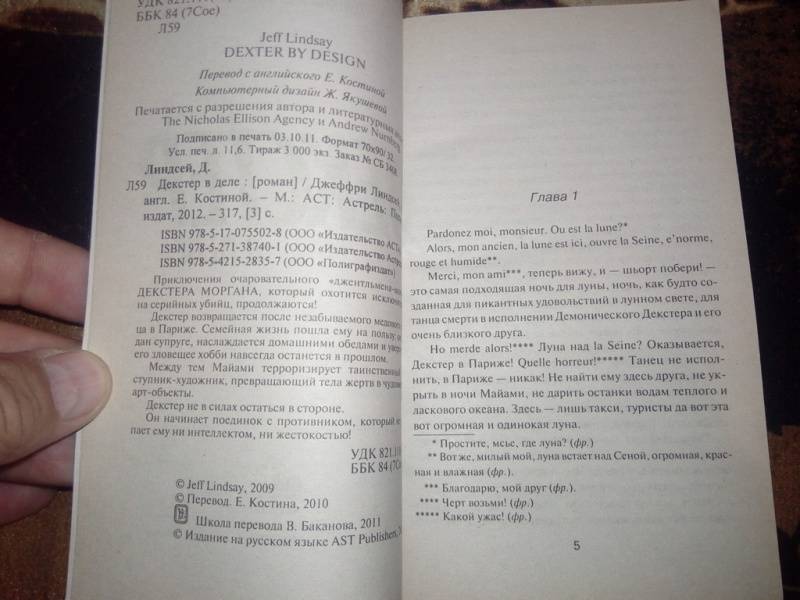 УДК 821.
ББК 84 (7Сое)
Л59
Jeff Lindsay
DEXTER BY DESIGN
Перевод с английского Е. Костиной
Компьютерный дизайн Ж. Якушевой
Печатается с разрешения автора и литературных
The Nicholas Ellison Agency и Andrew Nurnberg
Подписано в печать 03.10.11. Формат 70х90/32.
Усл. печ. л. 11,6. Тираж 3 000 экз. Заказ № СБ
Линдсей, Д.
Л59 Декстер в деле : [роман] / Джеффри Линдсей
англ. Е. Костиной. – М.: АСТ: Астрель:
издат, 2012. – 317, [3] с.
ISBN 978-5-17-075502-8 (ООО «Издательство АСТ»
ISBN 978-5-271-38740-1 (ООО «Издательство
ISBN 978-5-4215-2835-7 (ООО «Полиграфиздат»)
Приключения очаровательного «джентльмена-
ДЕКСТЕРА МОРГАНА, который охотится
на серийных убийц, продолжаются!
Декстер возвращается после незабываемого
ца в Париже. Семейная жизнь пошла ему на пользу:
дан супруге, наслаждается домашними обедами и
его зловещее хобби навсегда останется в прошлом.
Между тем Майами терроризирует таинственный
ступник-художник, превращающий тела жертв в
арт-объекты.
Декстер не в силах остаться в стороне.
Он начинает поединок с противником, который не
пает ему ни интеллектом, ни жестокостью!
УДК 821.
ББК 84 (7Сое)
© Jeff Lindsay, 2009
© Перевод. Е. Костина, 2010
Школа перевода В. Баканова, 2011
© Издание на русском языке AST Publishers,
Глава 1
Pardonez moi, monsieur. Ou est la lune?*
Alors, mon ancien, la lune est ici, ouvre la Seine, e'norme,
rouge et humide**.
Merci, mon ami***, теперь вижу, и — шьорт побери! —
это самая подходящая ночь для луны, ночь, как будто со-
зданная для пикантных удовольствий в лунном свете, для
танца смерти в исполнении Демонического Декстера и его
очень близкого друга.
Но merde alors!**** Луна над la Seine? Оказывается,
Декстер в Париже! Quelle horreur!***** Танец не испол-
нить, в Париже — никак! Не найти ему здесь друга, не ук-
рыть в ночи Майами, не дарить останки водам теплого и
ласкового океана. Здесь — лишь такси, туристы да вот эта
вот огромная и одинокая луна.
* Простите, мсье, где луна? (фр.)
** Вот же, милый мой, луна встает над Сеной, огромная, крас-
ная и влажная (фр.).
*** Благодарю, мой друг (фр.).
**** Черт возьми! (фр.)
***** Какой ужас! (фр.)
5